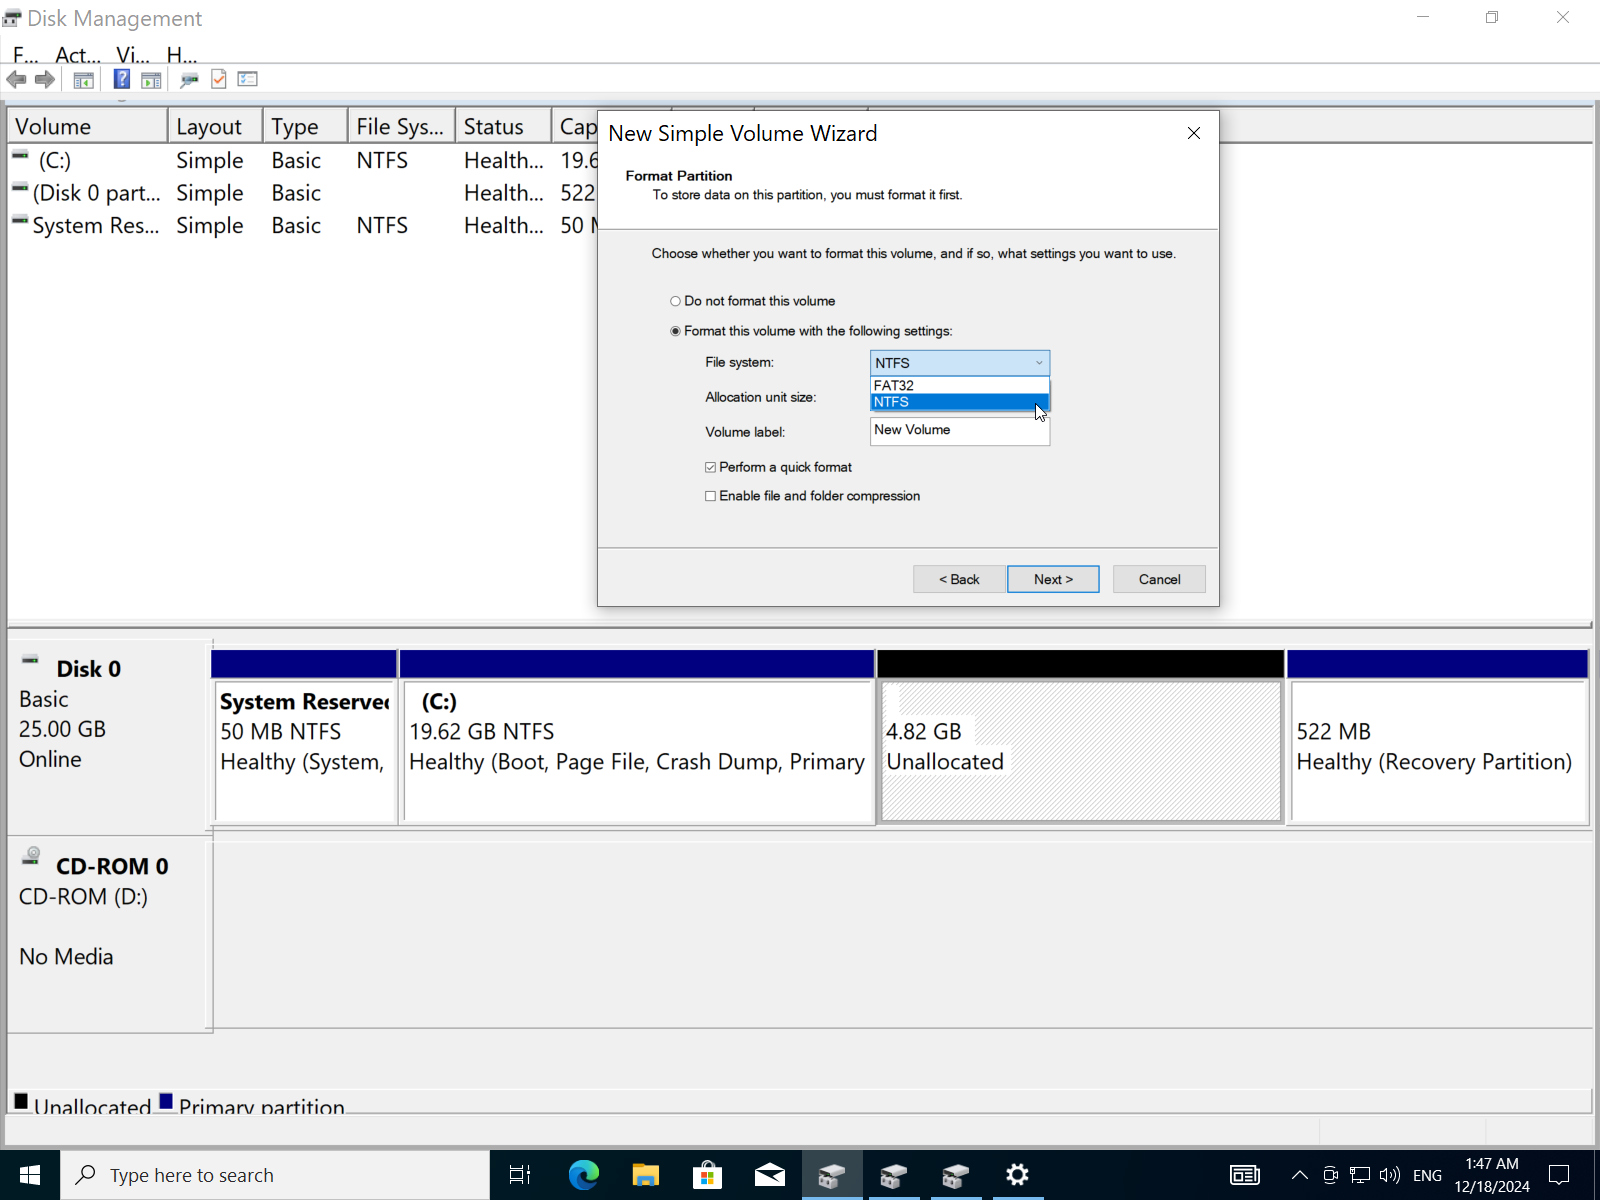 Disk Management
F... Act... Vi... H...
Volume Layout Type File Sys... Status Cap
(C:) Simple Basic NTFS Health... 19.6
(Disk 0 part... Simple Basic Health... 522
System Res... Simple Basic NTFS Health... 50 M
New Simple Volume Wizard
Format Partition
To store data on this partition, you must format it first.
Choose whether you want to format this volume, and if so, what settings you want to use.
Do not format this volume
Format this volume with the following settings:
File system: NTFS
FAT32
NTFS
Allocation unit size:
Volume label: New Volume
Perform a quick format
Enable file and folder compression
< Back Next > Cancel
Disk 0
Basic
25.00 GB
Online
System Reserved
50 MB NTFS
Healthy (System,
(C:)
19.62 GB NTFS
Healthy (Boot, Page File, Crash Dump, Primary
4.82 GB
Unallocated
522 MB
Healthy (Recovery Partition)
CD-ROM 0
CD-ROM (D:)
No Media
Unallocated Primary partition
Type here to search
ENG
1:47 AM
12/18/2024